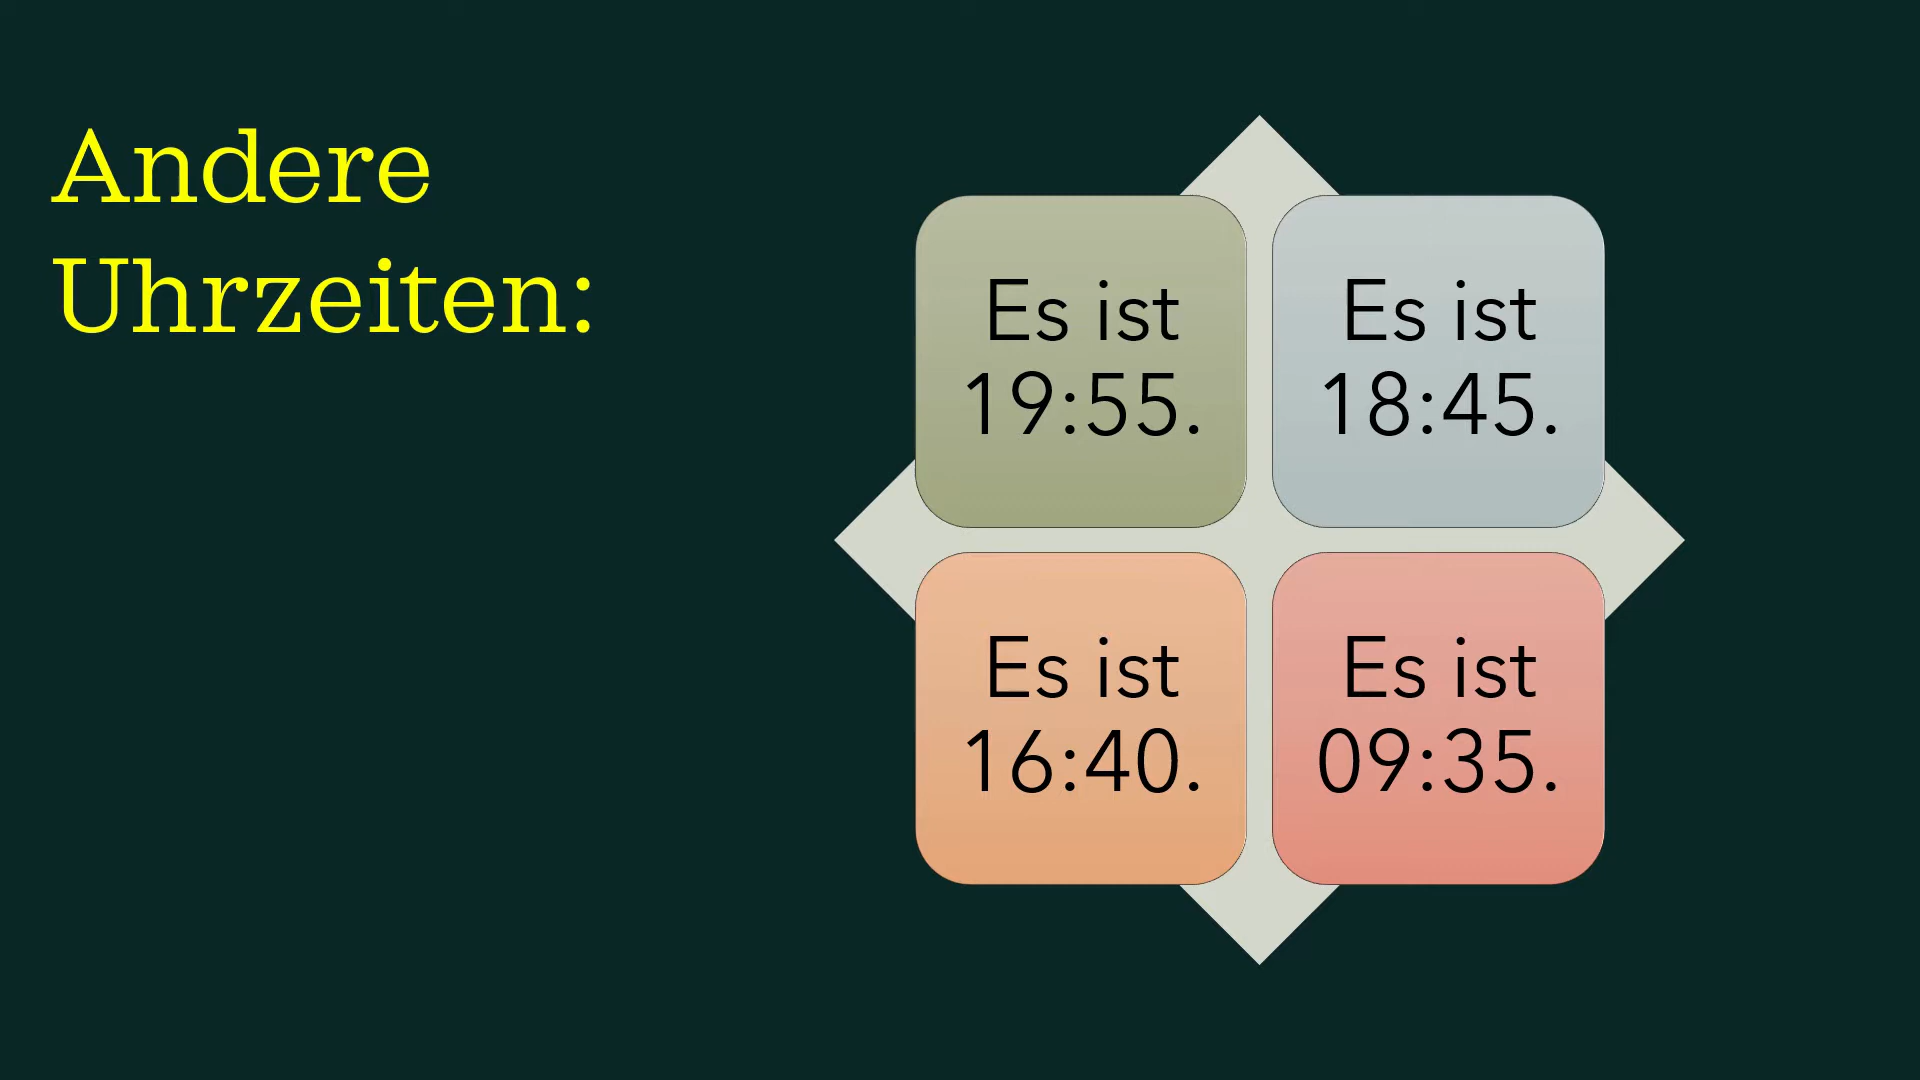 Andere
Uhrzeiten:
Es ist
19:55.
Es ist
18:45.
Es ist
16:40.
Es ist
09:35.